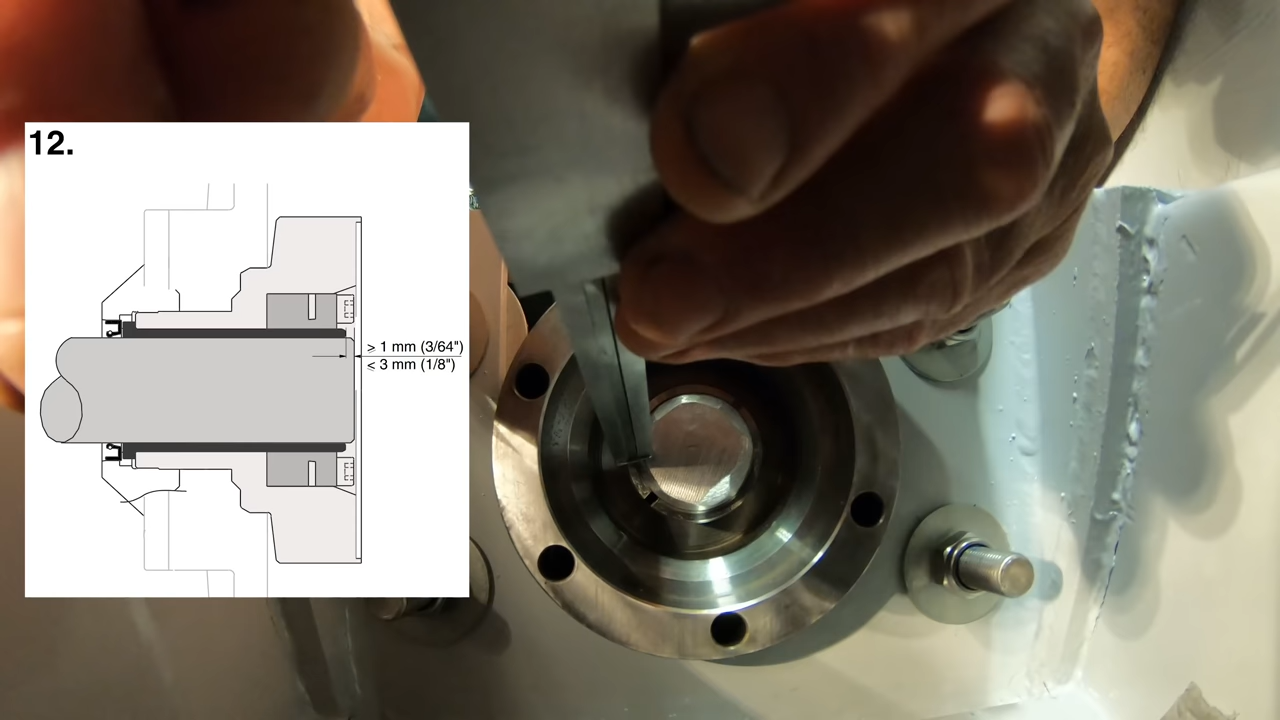 12.
≥ 1 mm (3/64")
≤ 3 mm (1/8")